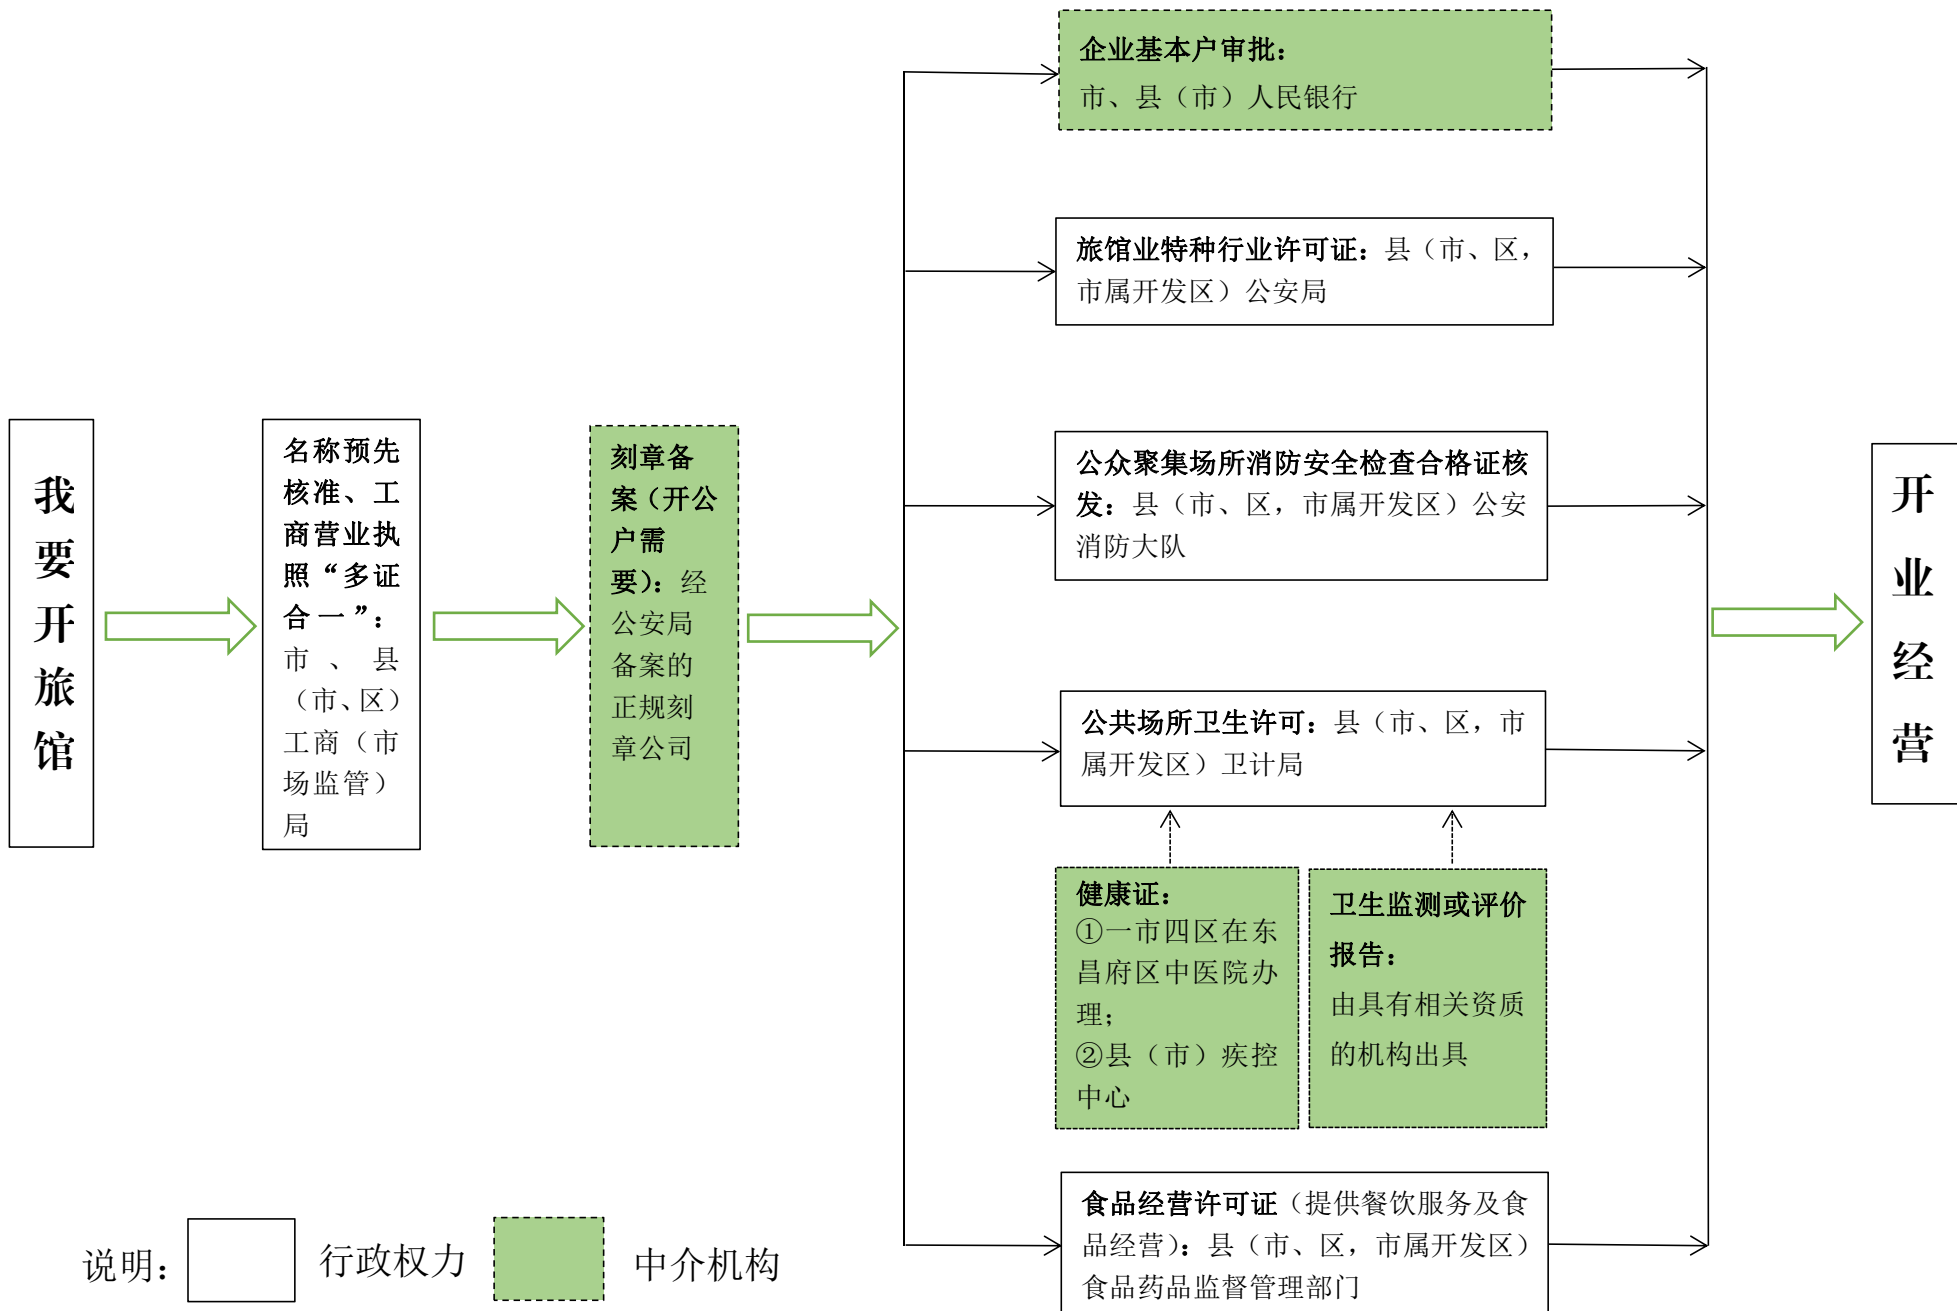 我
要
开
旅
馆
名称预先
核准、工
商营业执
照“多证
合一”：
市、县
（市、区）
工商（市
场监管）
局
刻章备
案（开公
户需
要）：经
公安局
备案的
正规刻
章公司
企业基本户审批：
市、县（市）人民银行
旅馆业特种行业许可证：县（市、区，
市属开发区）公安局
公众聚集场所消防安全检查合格证核
发：县（市、区，市属开发区）公安
消防大队
公共场所卫生许可：县（市、区，市
属开发区）卫计局
健康证：
①一市四区在东
昌府区中医院办
理；
②县（市）疾控
中心
卫生监测或评价
报告：
由具有相关资质
的机构出具
食品经营许可证（提供餐饮服务及食
品经营）：县（市、区，市属开发区）
食品药品监督管理部门
开
业
经
营
说明：
行政权力
中介机构